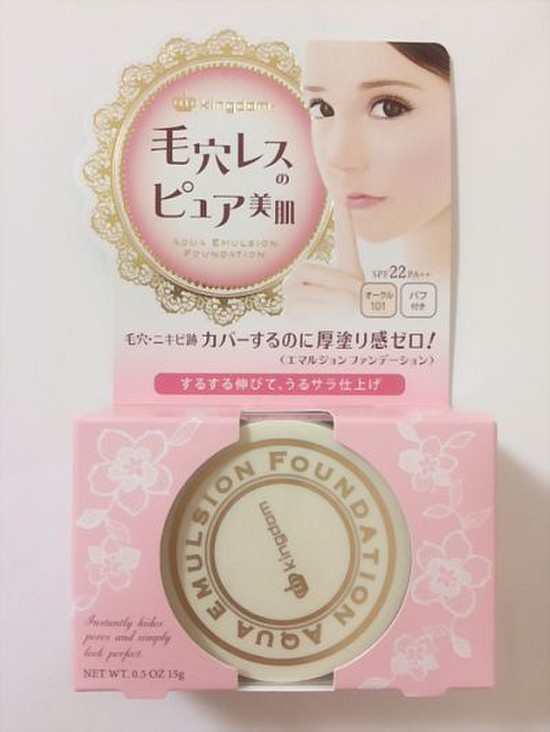 kingdom
毛穴レス
の
ピュア美肌
AQUA EMULSION
FOUNDATION
SPF22 PA++
オークル
101
パフ
付き
毛穴・ニキビ跡 カバーするのに厚塗り感ゼロ!
〈エマルジョンファンデーション〉
するする伸びて、うるサラ仕上げ
AQUA EMULSION FOUNDATION
kingdom
Instantly hides
pores and simply
look perfect.
NET WT. 0.5 OZ 15g